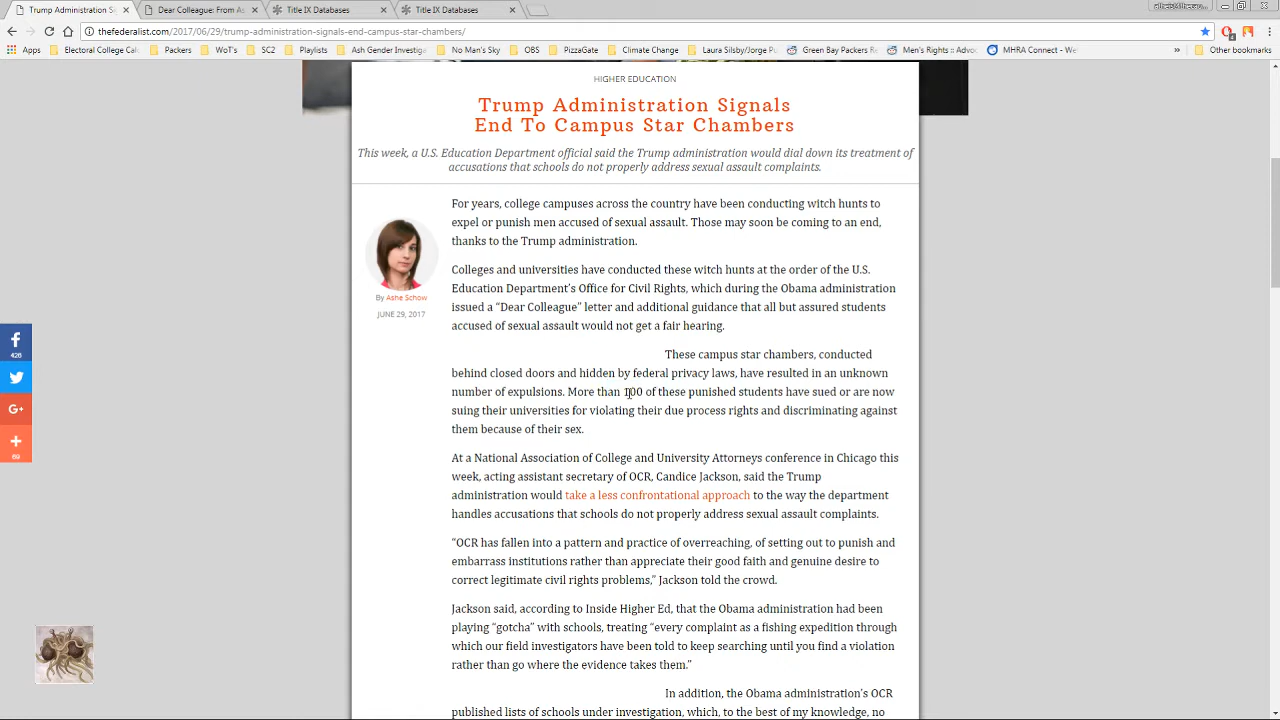 Trump Administration S
Dear Colleague: From As
Title IX Databases
Title IX Databases
thefederalist.com/2017/06/29/trump-administration-signals-end-campus-star-chambers/
Apps
Electoral College Calc
Packers
WoT's
SC2
Playlists
Ash Gender Investiga
No Man's Sky
OBS
PizzaGate
Climate Change
Laura Silsby/Jorge Pu
Green Bay Packers R
Men's Rights :: Advo
MHRA Connect - We
»
Other bookmarks
HIGHER EDUCATION
Trump Administration Signals
End To Campus Star Chambers
This week, a U.S. Education Department official said the Trump administration would dial down its treatment of
accusations that schools do not properly address sexual assault complaints.
By Ashe Schow
JUNE 29, 2017
For years, college campuses across the country have been conducting witch hunts to
expel or punish men accused of sexual assault. Those may soon be coming to an end,
thanks to the Trump administration.
Colleges and universities have conducted these witch hunts at the order of the U.S.
Education Department's Office for Civil Rights, which during the Obama administration
issued a “Dear Colleague” letter and additional guidance that all but assured students
accused of sexual assault would not get a fair hearing.
These campus star chambers, conducted
behind closed doors and hidden by federal privacy laws, have resulted in an unknown
number of expulsions. More than 100 of these punished students have sued or are now
suing their universities for violating their due process rights and discriminating against
them because of their sex.
At a National Association of College and University Attorneys conference in Chicago this
week, acting assistant secretary of OCR, Candice Jackson, said the Trump
administration would take a less confrontational approach to the way the department
handles accusations that schools do not properly address sexual assault complaints.
“OCR has fallen into a pattern and practice of overreaching, of setting out to punish and
embarrass institutions rather than appreciate their good faith and genuine desire to
correct legitimate civil rights problems,” Jackson told the crowd.
Jackson said, according to Inside Higher Ed, that the Obama administration had been
playing “gotcha” with schools, treating “every complaint as a fishing expedition through
which our field investigators have been told to keep searching until you find a violation
rather than go where the evidence takes them.”
In addition, the Obama administration's OCR
published lists of schools under investigation, which, to the best of my knowledge, no
426
G+
69